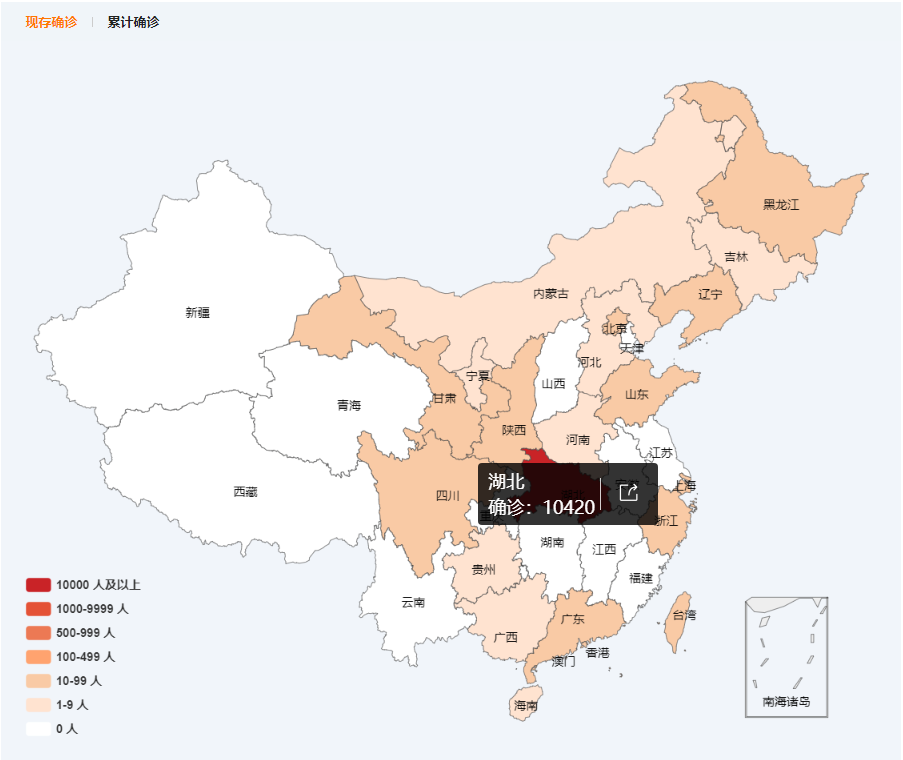 现存确诊 累计确诊
黑龙江
吉林
辽宁
内蒙古
新疆
北京
天津
河北
宁夏
山西
青海
甘肃
山东
陕西
河南
江苏
湖北
确诊：10420
上海
西藏
四川
浙江
湖南
江西
贵州
福建
云南
台湾
广东
广西
香港
澳门
海南
南海诸岛
10000 人及以上
1000-9999 人
500-999 人
100-499 人
10-99 人
1-9 人
0 人